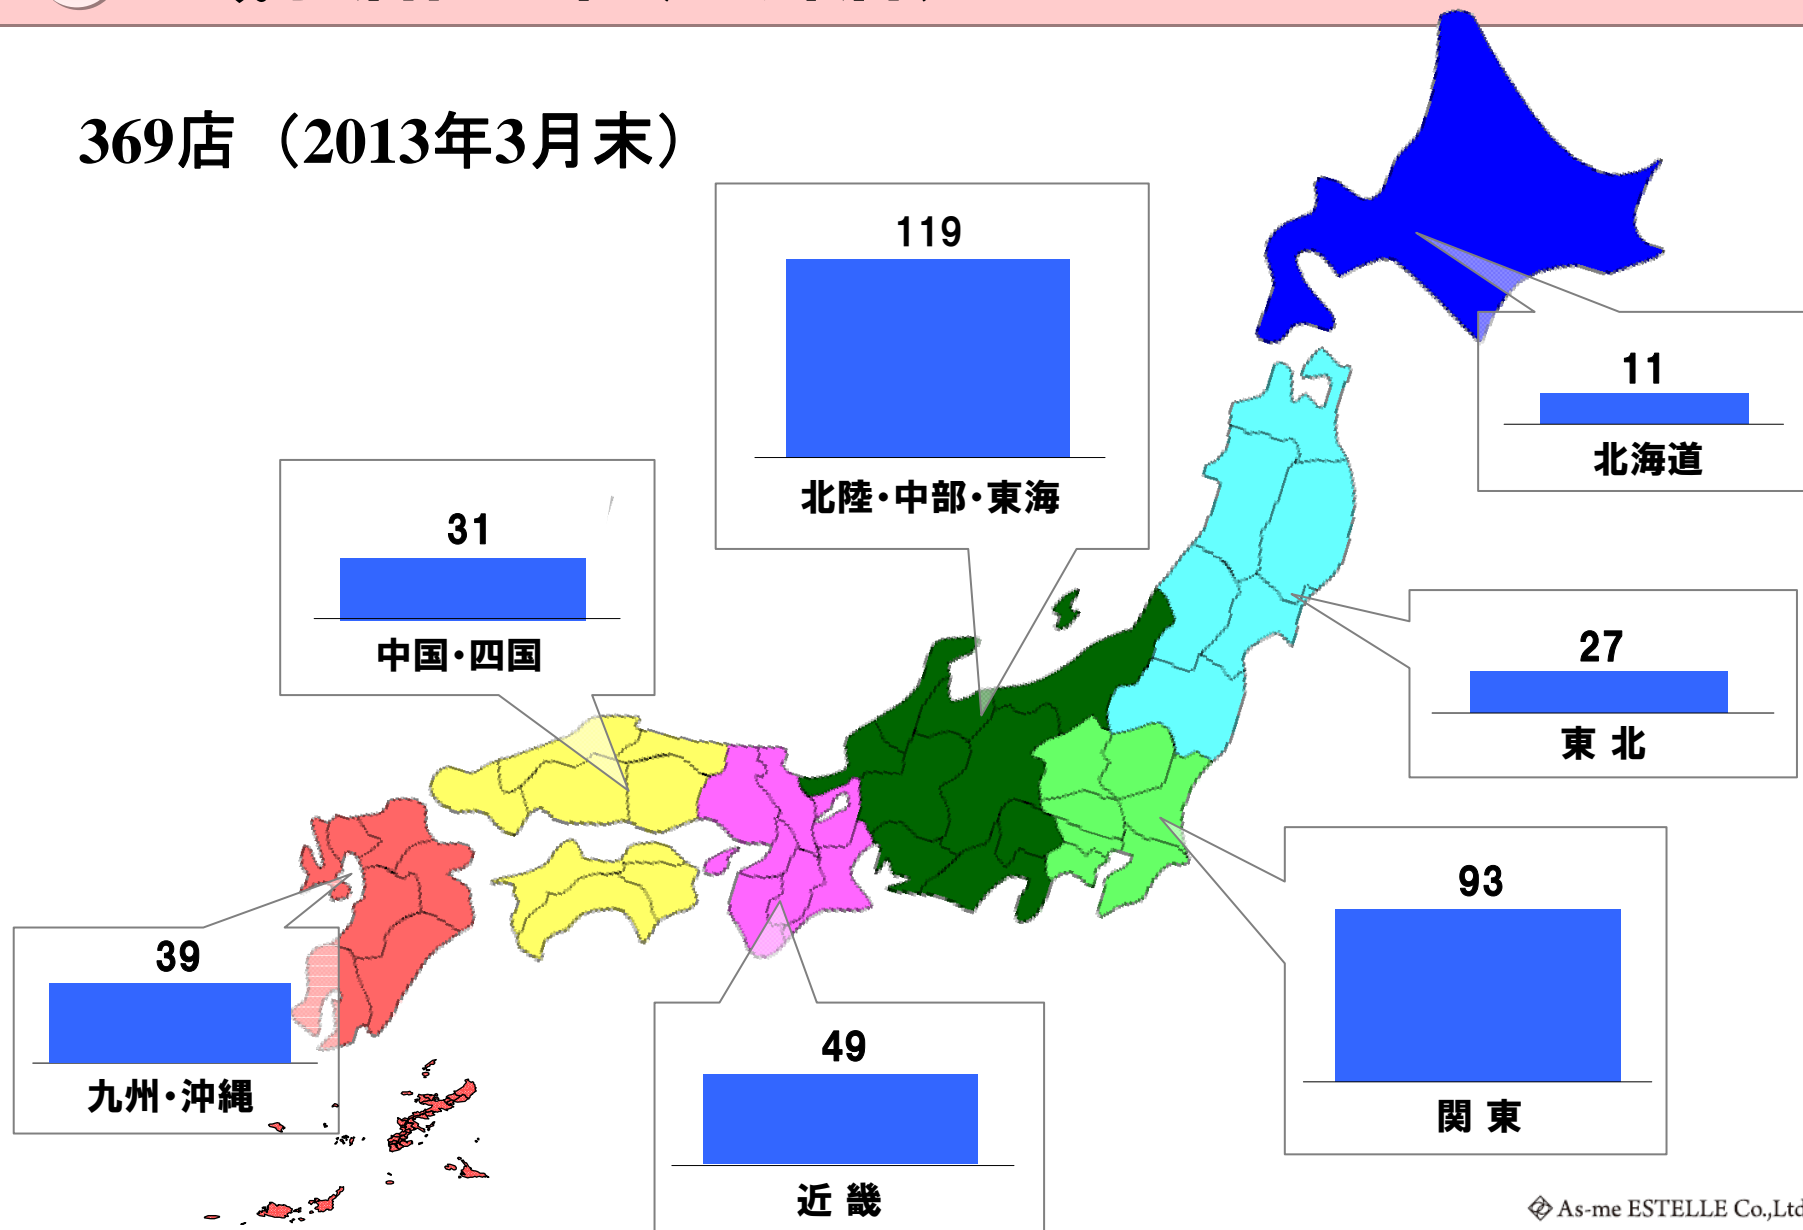 369店（2013年3月末）
119
北陸・中部・東海
11
北海道
31
中国・四国
27
東 北
93
関 東
39
九州・沖縄
49
近 畿
As-me ESTELLE Co.,Ltd